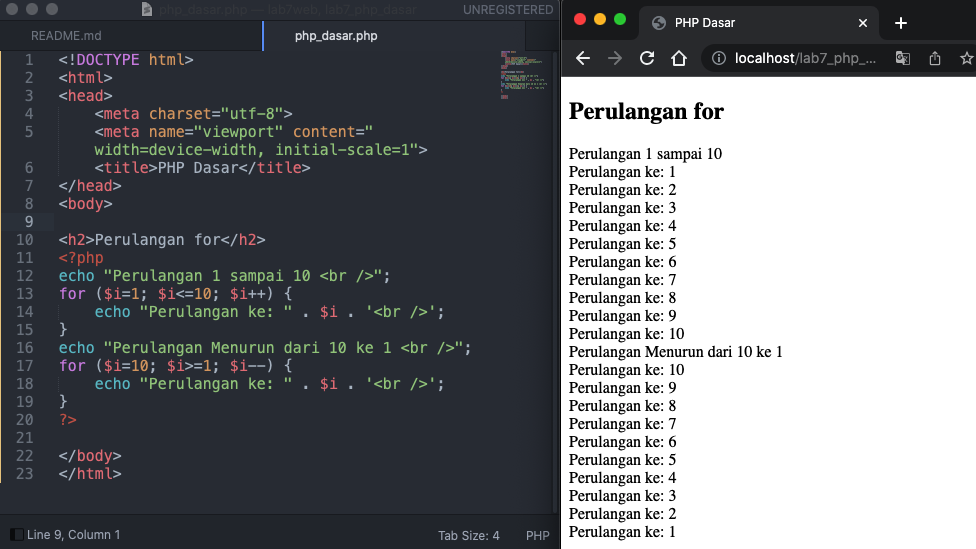 php_dasar.php — lab7web, lab7_php_dasar
UNREGISTERED
README.md
php_dasar.php
1 <!DOCTYPE html>
2 <html>
3 <head>
4 <meta charset="utf-8">
5 <meta name="viewport" content="
width=device-width, initial-scale=1">
6 <title>PHP Dasar</title>
7 </head>
8 <body>
9
10 <h2>Perulangan for</h2>
11 <?php
12 echo "Perulangan 1 sampai 10 <br />";
13 for ($i=1; $i<=10; $i++) {
14 echo "Perulangan ke: " . $i . '<br />';
15 }
16 echo "Perulangan Menurun dari 10 ke 1 <br />";
17 for ($i=10; $i>=1; $i--) {
18 echo "Perulangan ke: " . $i . '<br />';
19 }
20 ?>
21
22 </body>
23 </html>
Line 9, Column 1
Tab Size: 4
PHP
PHP Dasar
localhost/lab7_php_...
Perulangan for
Perulangan 1 sampai 10
Perulangan ke: 1
Perulangan ke: 2
Perulangan ke: 3
Perulangan ke: 4
Perulangan ke: 5
Perulangan ke: 6
Perulangan ke: 7
Perulangan ke: 8
Perulangan ke: 9
Perulangan ke: 10
Perulangan Menurun dari 10 ke 1
Perulangan ke: 10
Perulangan ke: 9
Perulangan ke: 8
Perulangan ke: 7
Perulangan ke: 6
Perulangan ke: 5
Perulangan ke: 4
Perulangan ke: 3
Perulangan ke: 2
Perulangan ke: 1